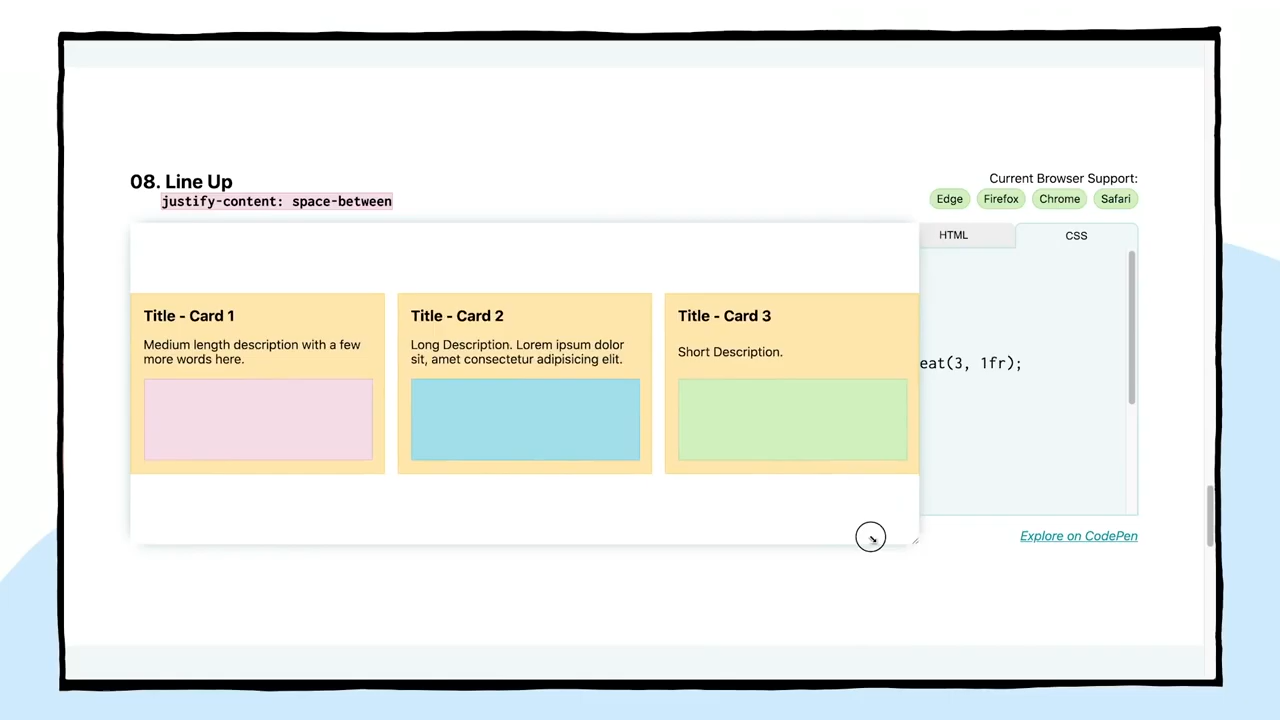 08. Line Up
justify-content: space-between
Current Browser Support:
Edge Firefox Chrome Safari
HTML CSS
Title - Card 1
Medium length description with a few
more words here.
Title - Card 2
Long Description. Lorem ipsum dolor
sit, amet consectetur adipisicing elit.
Title - Card 3
Short Description.
eat(3, 1fr);
Explore on CodePen